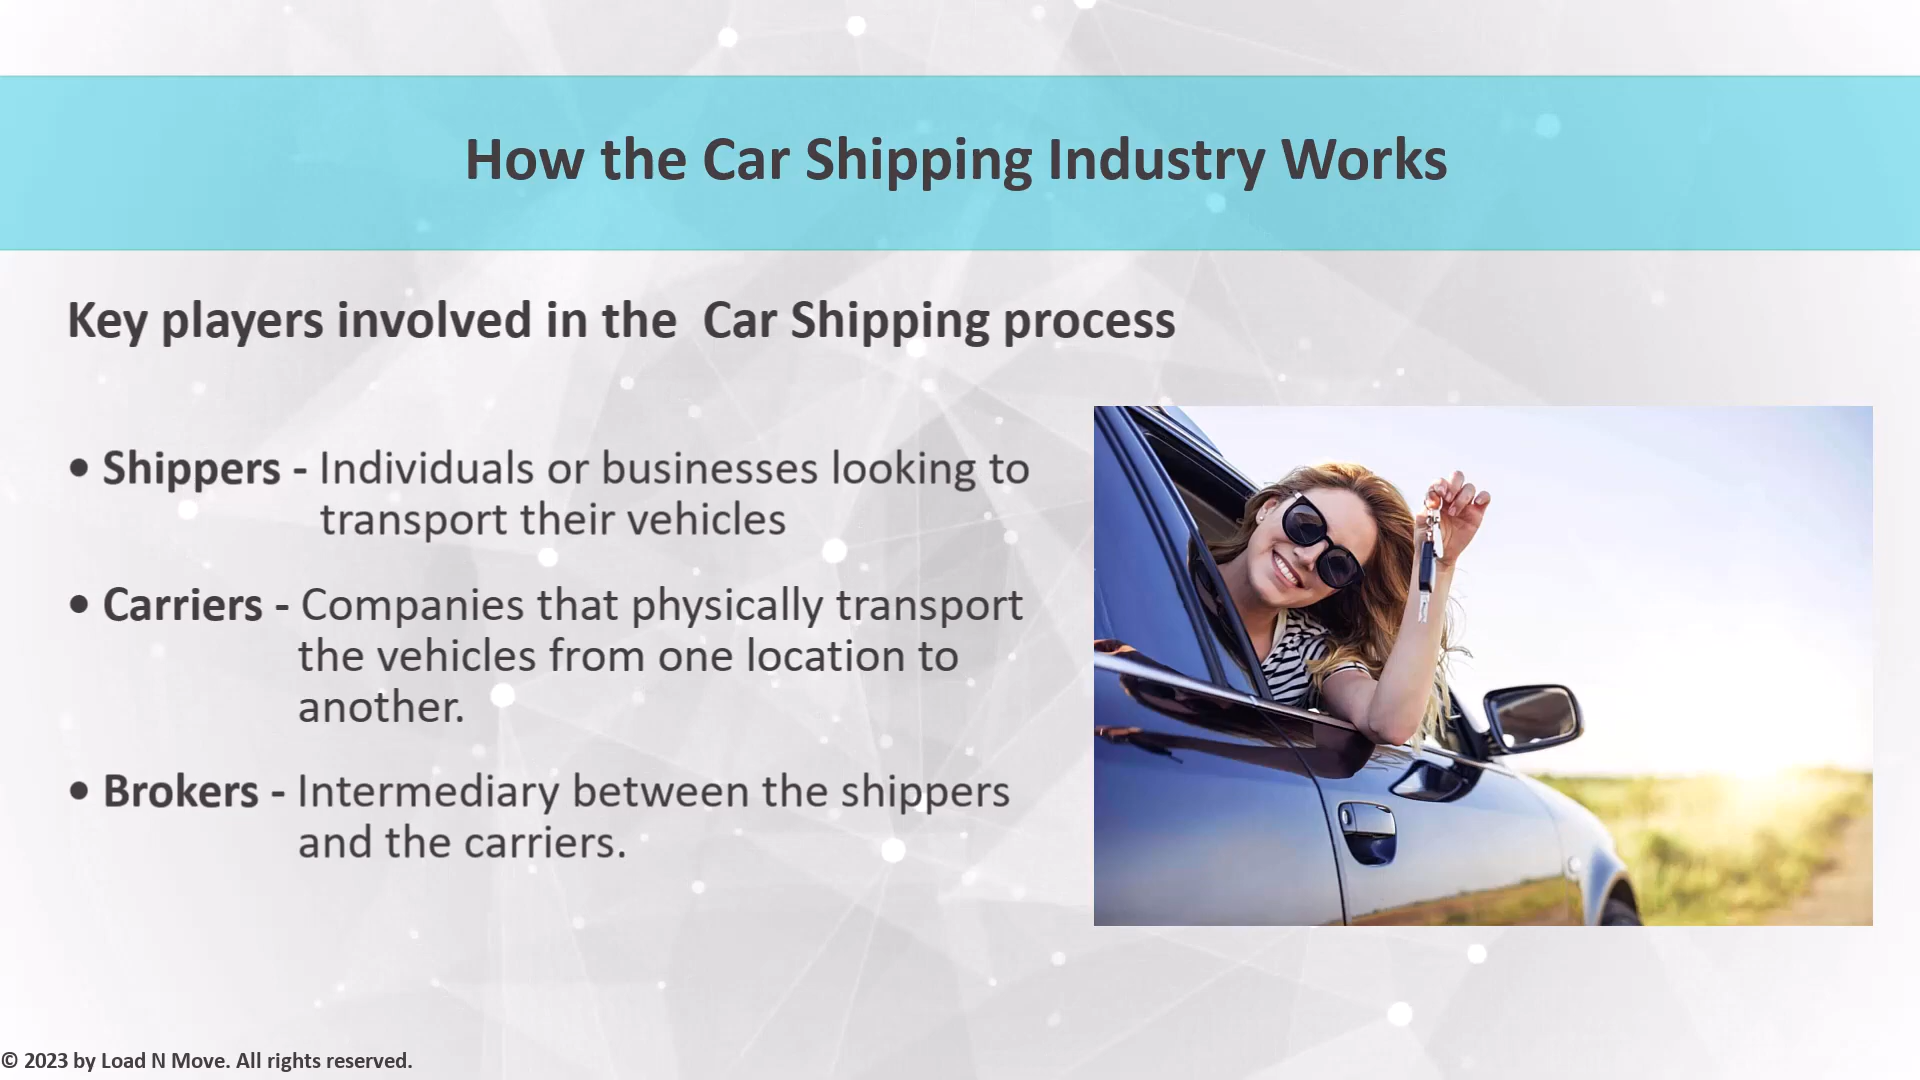 How the Car Shipping Industry Works
Key players involved in the  Car Shipping process
• Shippers - Individuals or businesses looking to
transport their vehicles
• Carriers - Companies that physically transport
the vehicles from one location to
another.
• Brokers - Intermediary between the shippers
and the carriers.
© 2023 by Load N Move. All rights reserved.